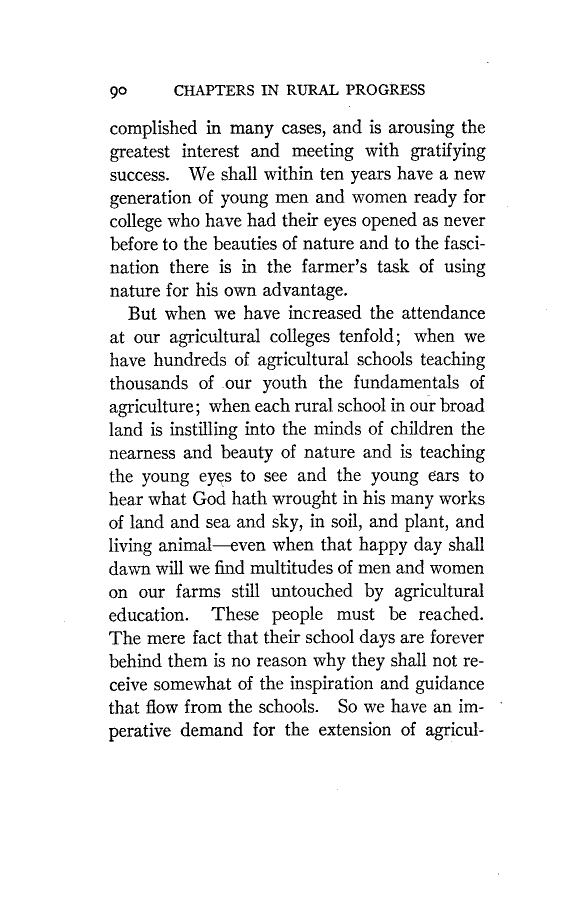 90 CHAPTERS IN RURAL PROGRESS
complished in many cases, and is arousing the
greatest interest and meeting with gratifying
success. We shall within ten years have a new
generation of young men and women ready for
college who have had their eyes opened as never
before to the beauties of nature and to the fasci-
nation there is in the farmer's task of using
nature for his own advantage.
But when we have increased the attendance
at our agricultural colleges tenfold; when we
have hundreds of agricultural schools teaching
thousands of our youth the fundamentals of
agriculture; when each rural school in our broad
land is instilling into the minds of children the
nearness and beauty of nature and is teaching
the young eyes to see and the young ears to
hear what God hath wrought in his many works
of land and sea and sky, in soil, and plant, and
living animal—even when that happy day shall
dawn will we find multitudes of men and women
on our farms still untouched by agricultural
education. These people must be reached.
The mere fact that their school days are forever
behind them is no reason why they shall not re-
ceive somewhat of the inspiration and guidance
that flow from the schools. So we have an im-
perative demand for the extension of agricul-